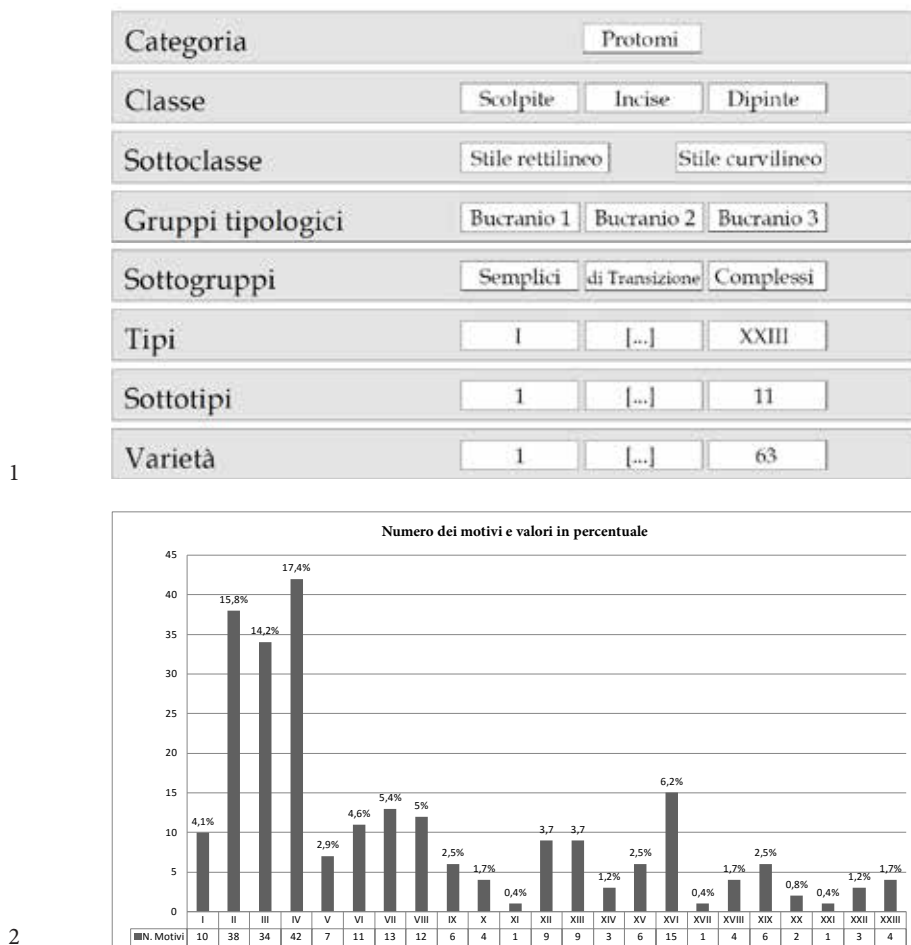 Categoria Protomi
Classe Scolpite Incise Dipinte
Sottoclasse Stile rettilineo Stile curvilineo
Gruppi tipologici Bucranio 1 Bucranio 2 Bucranio 3
Sottogruppi Semplici di Transizione Complessi
Tipi I [...] XXIII
Sottotipi 1 [...] 11
Varietà 1 [...] 63
1
Numero dei motivi e valori in percentuale
45
40
35
30
25
20
15
10
5
0
4,1% 15,8% 14,2% 17,4% 2,9% 4,6% 5,4% 5% 2,5% 1,7% 0,4% 3,7 3,7 1,2% 2,5% 6,2% 0,4% 1,7% 2,5% 0,8% 0,4% 1,2% 1,7%
I II III IV V VI VII VIII IX X XI XII XIII XIV XV XVI XVII XVIII XIX XX XXI XXII XXIII
N. Motivi 10 38 34 42 7 11 13 12 6 4 1 9 9 3 6 15 1 4 6 2 1 3 4
2